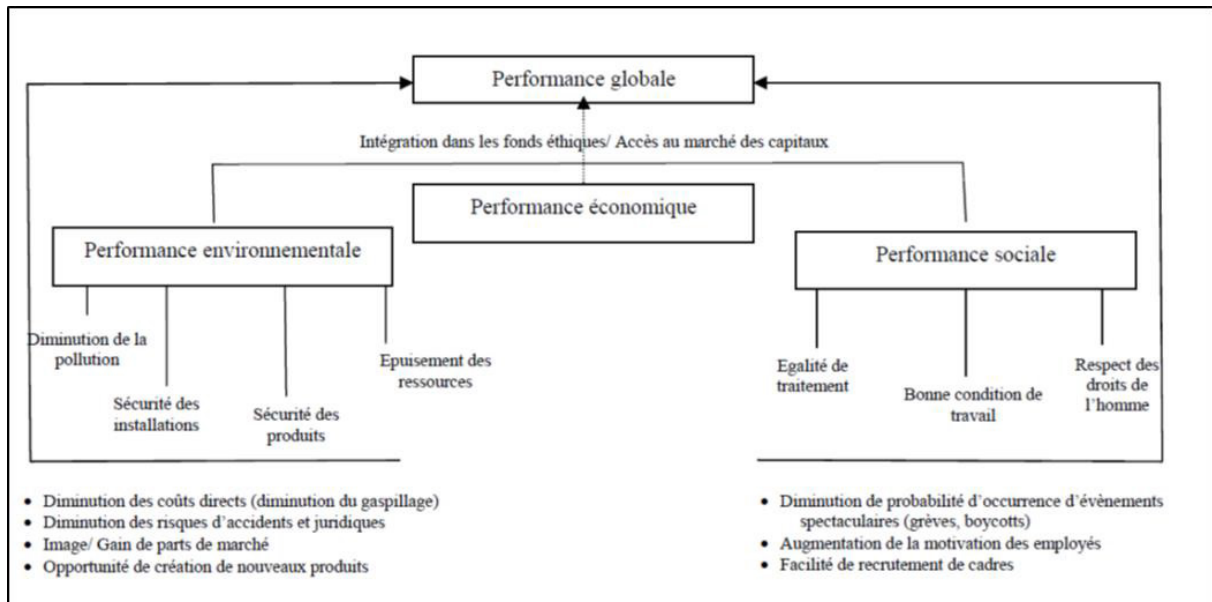 Performance globale
Intégration dans les fonds éthiques/ Accès au marché des capitaux
Performance économique
Performance environnementale
Performance sociale
Diminution de la
pollution
Sécurité des
installations
Sécurité des
produits
Epuisement des
ressources
Egalité de
traitement
Bonne condition de
travail
Respect des
droits de
l'homme
• Diminution des coûts directs (diminution du gaspillage)
• Diminution des risques d'accidents et juridiques
• Image/ Gain de parts de marché
• Opportunité de création de nouveaux produits
• Diminution de probabilité d'occurrence d'évènements
spectaculaires (grèves, boycotts)
• Augmentation de la motivation des employés
• Facilité de recrutement de cadres